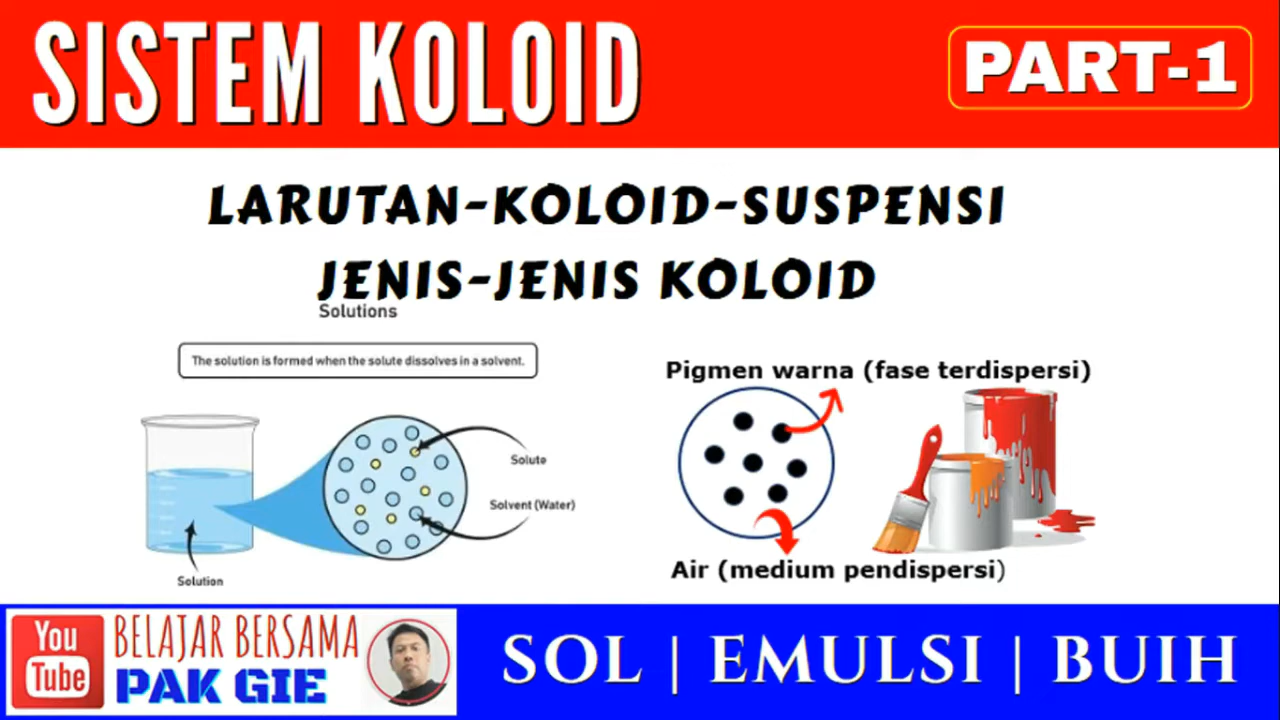 SISTEM KOLOID
PART-1
LARUTAN-KOLOID-SUSPENSI
JENIS-JENIS KOLOID
Solutions
The solution is formed when the solute dissolves in a solvent.
Solute
Solvent (Water)
Solution
Pigmen warna (fase terdispersi)
Air (medium pendispersi)
You
Tube
BELAJAR BERSAMA
PAK GIE
SOL | EMULSI | BUIH